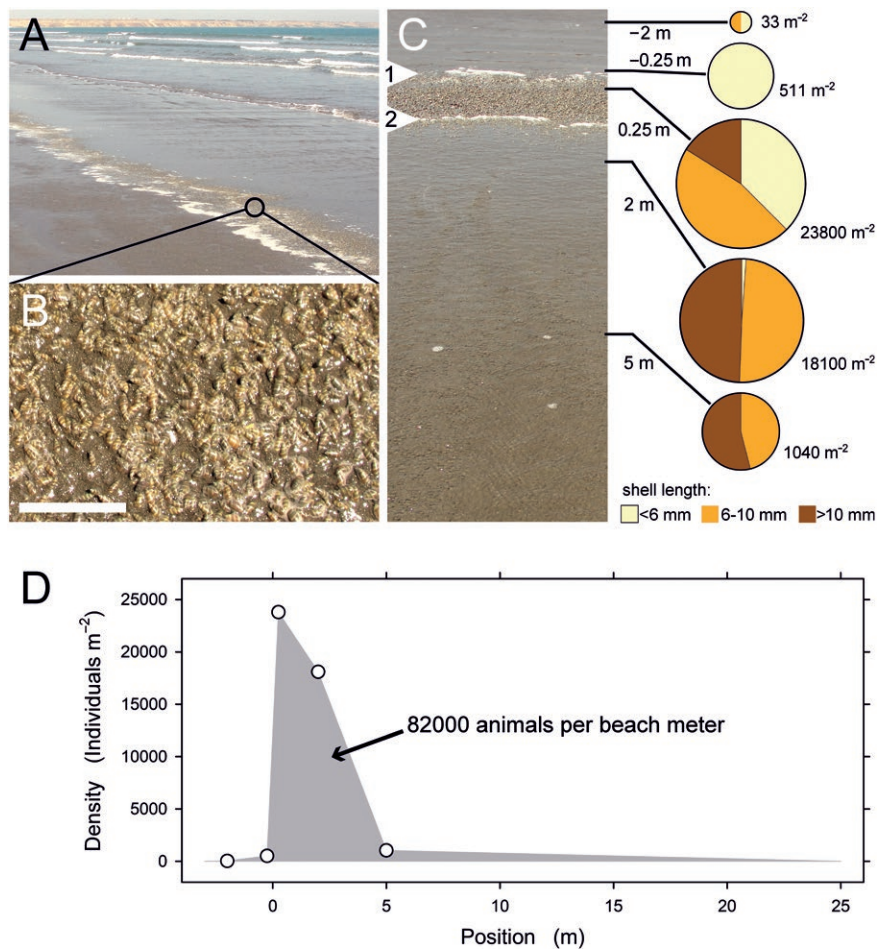 A
B
C
1
2
−2 m
−0.25 m
0.25 m
2 m
5 m
33 m⁻²
511 m⁻²
23800 m⁻²
18100 m⁻²
1040 m⁻²
shell length:
<6 mm 6-10 mm >10 mm
D
Density (Individuals m⁻²)
25000
20000
15000
10000
5000
0
82000 animals per beach meter
0 5 10 15 20 25
Position (m)